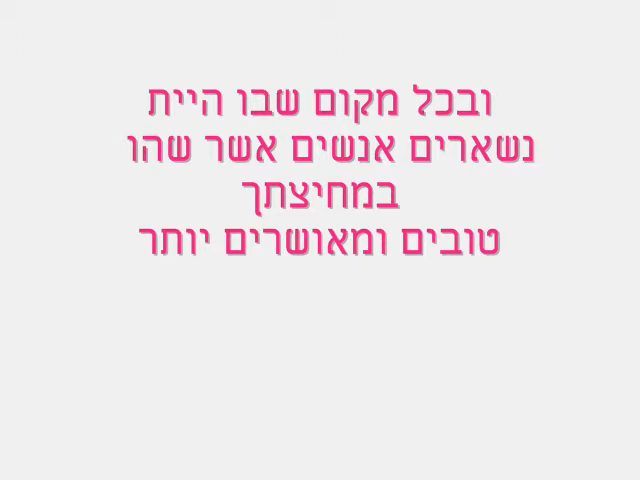 ובכל מקום שבו היית
נשארים אנשים אשר שהו
במחיצתך
טובים ומאושרים יותר